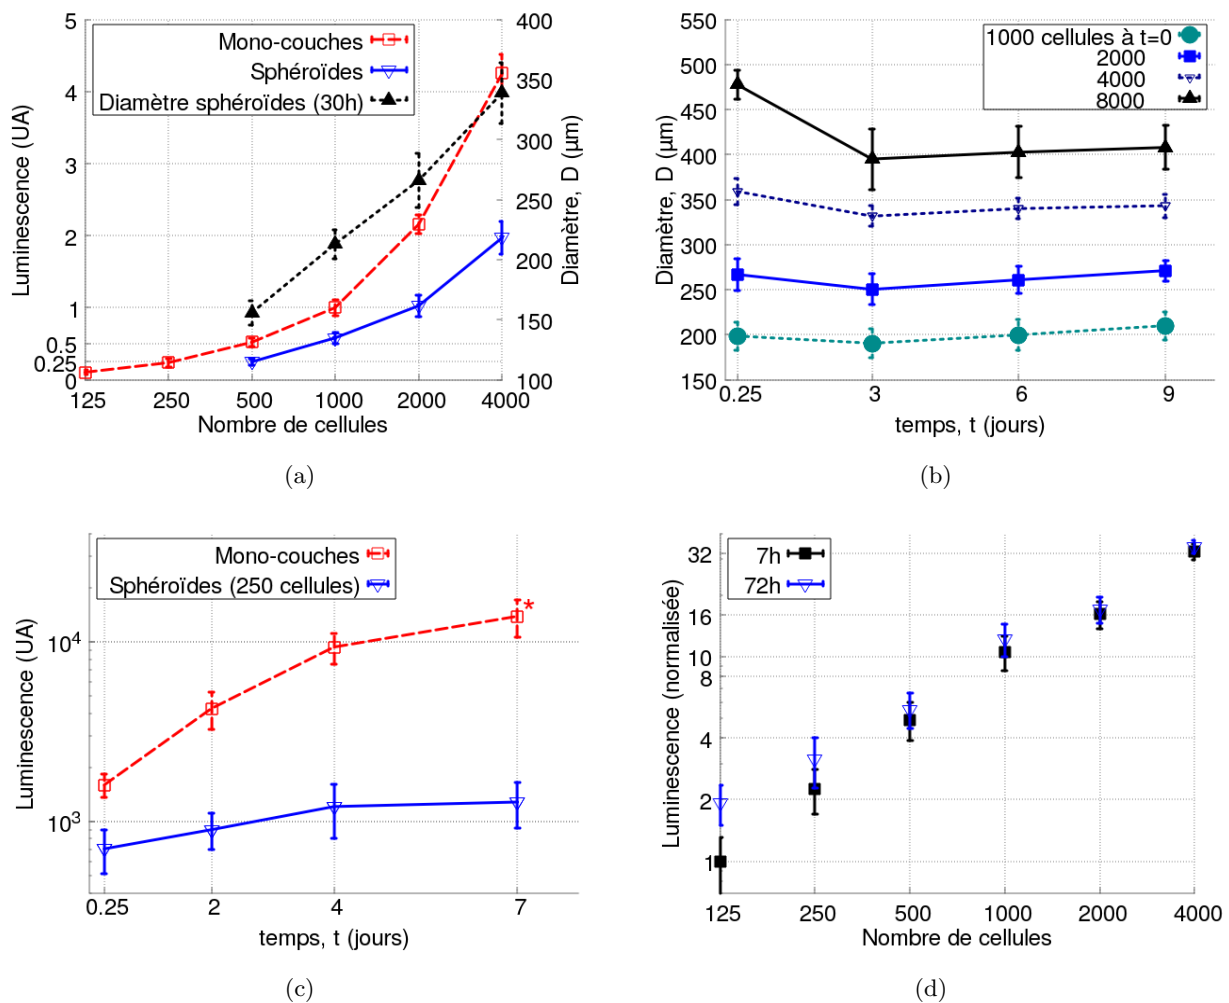 Mono-couches
Sphéroïdes
Diamètre sphéroïdes (30h)
Luminescence (UA)
5
4
3
2
1
0.5
0.25
0
400
350
300
250
200
150
100
Diamètre, D (µm)
125 250 500 1000 2000 4000
Nombre de cellules
(a)
1000 cellules à t=0
2000
4000
8000
Diamètre, D (µm)
550
500
450
400
350
300
250
200
150
0.25 3 6 9
temps, t (jours)
(b)
Mono-couches
Sphéroïdes (250 cellules)
*
Luminescence (UA)
10⁴
10³
0.25 2 4 7
temps, t (jours)
(c)
7h
72h
Luminescence (normalisée)
32
16
10
8
4
2
1
125 250 500 1000 2000 4000
Nombre de cellules
(d)